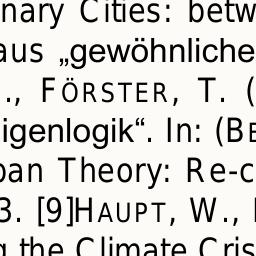 nary Cities: betw
aus „gewöhnliche
., FÖRSTER, T. (
igenlogik“. In: (BE
ban Theory: Re-c
3. [9]HAUPT, W.,
g the Climate Cris